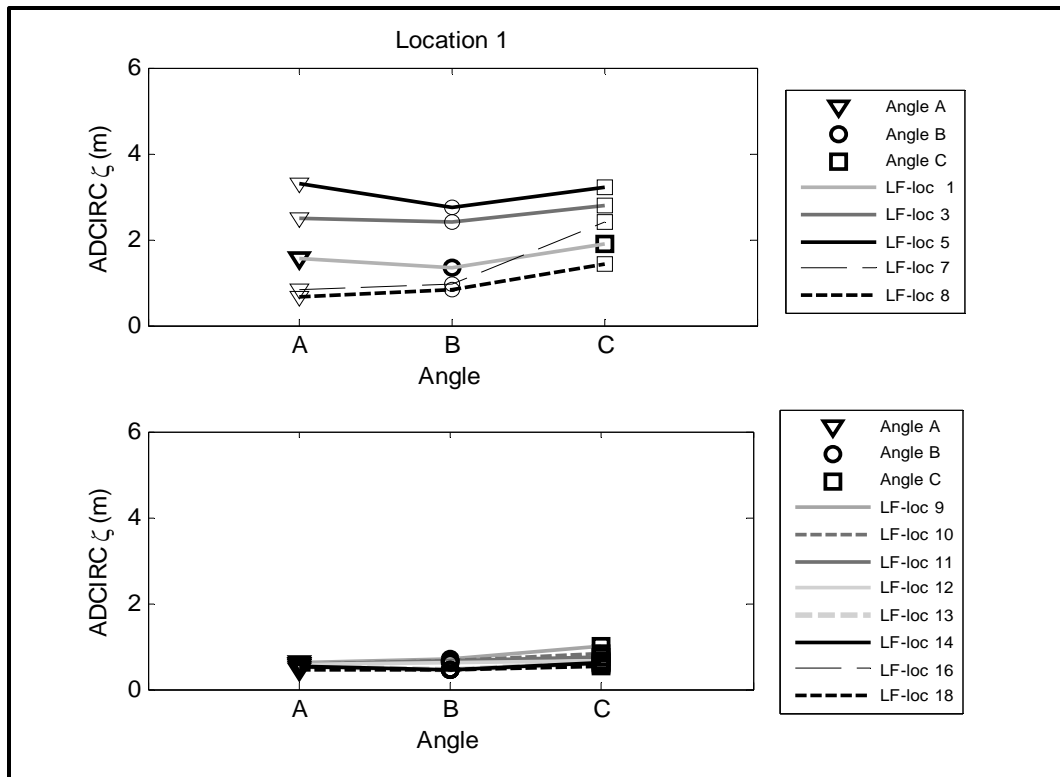 Location 1
6
4
2
0
ADCIRC ζ (m)
A B C
Angle
Angle A
Angle B
Angle C
LF-loc 1
LF-loc 3
LF-loc 5
LF-loc 7
LF-loc 8
6
4
2
0
ADCIRC ζ (m)
A B C
Angle
Angle A
Angle B
Angle C
LF-loc 9
LF-loc 10
LF-loc 11
LF-loc 12
LF-loc 13
LF-loc 14
LF-loc 16
LF-loc 18